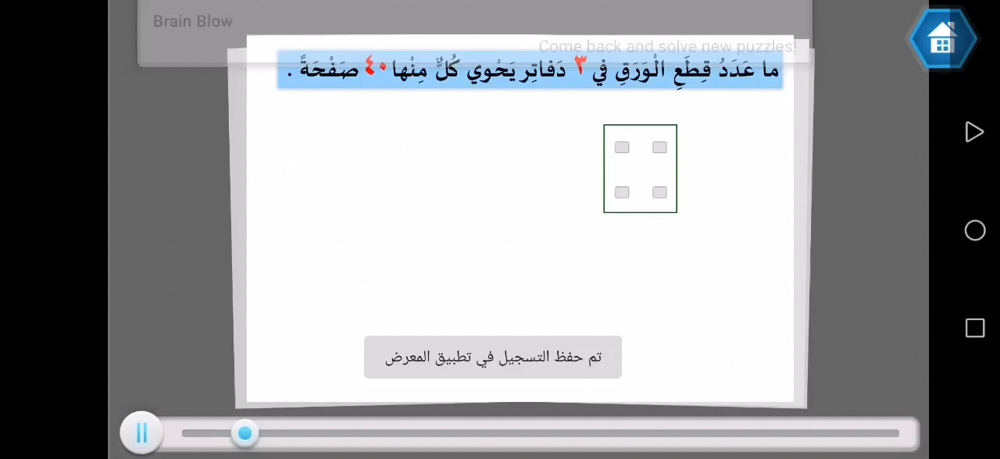 Brain Blow
Come back and solve new puzzles!
ما عَدَدُ قِطَعِ الْوَرَقِ في ٣ دَفاتِر يَحْوي كُلٌّ مِنْها ٤٠ صَفْحَةً .
تم حفظ التسجيل في تطبيق المعرض